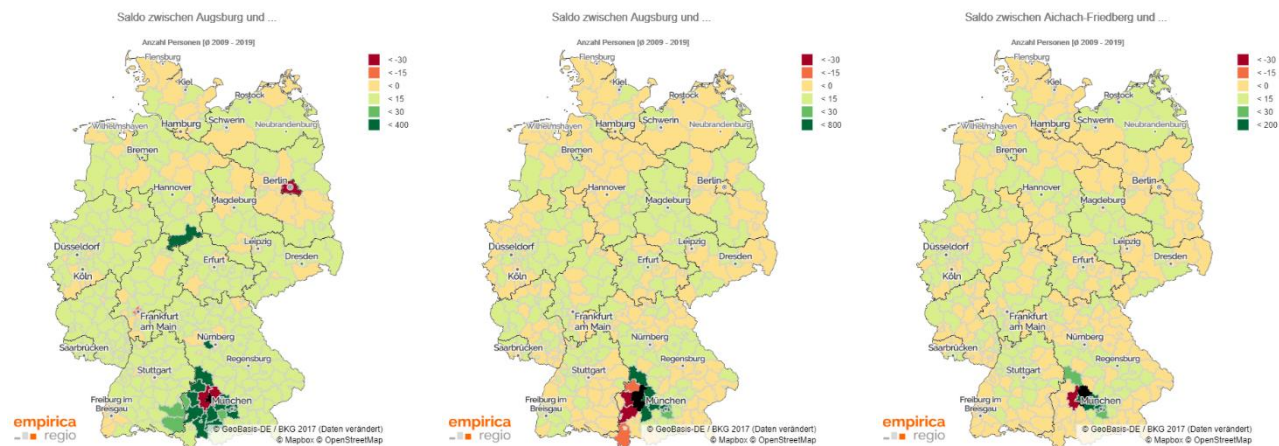 Saldo zwischen Augsburg und ...
Anzahl Personen [Ø 2009 - 2019]
< -30
< -15
< 0
< 15
< 30
< 400
Flensburg
Kiel
Rostock
Wilhelmshaven
Hamburg
Schwerin
Neubrandenburg
Bremen
Hannover
Berlin
Magdeburg
Düsseldorf
Köln
Leipzig
Erfurt
Dresden
Frankfurt
am Main
Saarbrücken
Nürnberg
Regensburg
Stuttgart
Freiburg im
Breisgau
München
empirica
regio
© GeoBasis-DE / BKG 2017 (Daten verändert)
© Mapbox © OpenStreetMap
Saldo zwischen Augsburg und ...
Anzahl Personen [Ø 2009 - 2019]
< -30
< -15
< 0
< 15
< 30
< 800
Flensburg
Kiel
Rostock
Wilhelmshaven
Hamburg
Schwerin
Neubrandenburg
Bremen
Hannover
Berlin
Magdeburg
Düsseldorf
Köln
Leipzig
Erfurt
Dresden
Frankfurt
am Main
Saarbrücken
Nürnberg
Regensburg
Stuttgart
Freiburg im
Breisgau
München
empirica
regio
© GeoBasis-DE / BKG 2017 (Daten verändert)
© Mapbox © OpenStreetMap
Saldo zwischen Aichach-Friedberg und ...
Anzahl Personen [Ø 2009 - 2019]
< -30
< -15
< 0
< 15
< 30
< 200
Flensburg
Kiel
Rostock
Wilhelmshaven
Hamburg
Schwerin
Neubrandenburg
Bremen
Hannover
Berlin
Magdeburg
Düsseldorf
Köln
Leipzig
Erfurt
Dresden
Frankfurt
am Main
Saarbrücken
Nürnberg
Regensburg
Stuttgart
Freiburg im
Breisgau
München
empirica
regio
© GeoBasis-DE / BKG 2017 (Daten verändert)
© Mapbox © OpenStreetMap